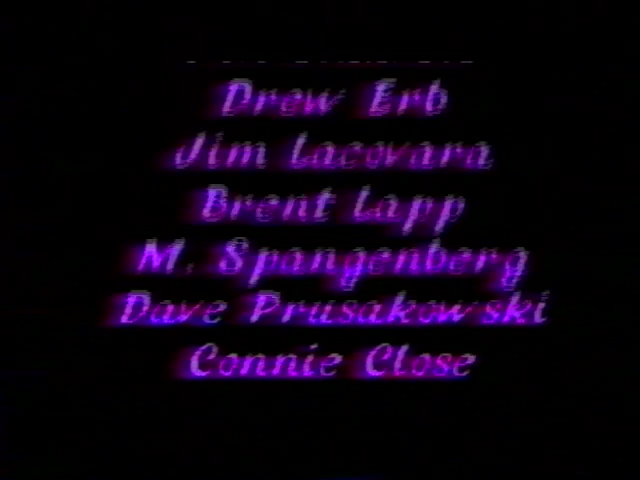 Drew Erb
Jim Lacovara
Brent Lapp
M. Spangenberg
Dave Prusakowski
Connie Close